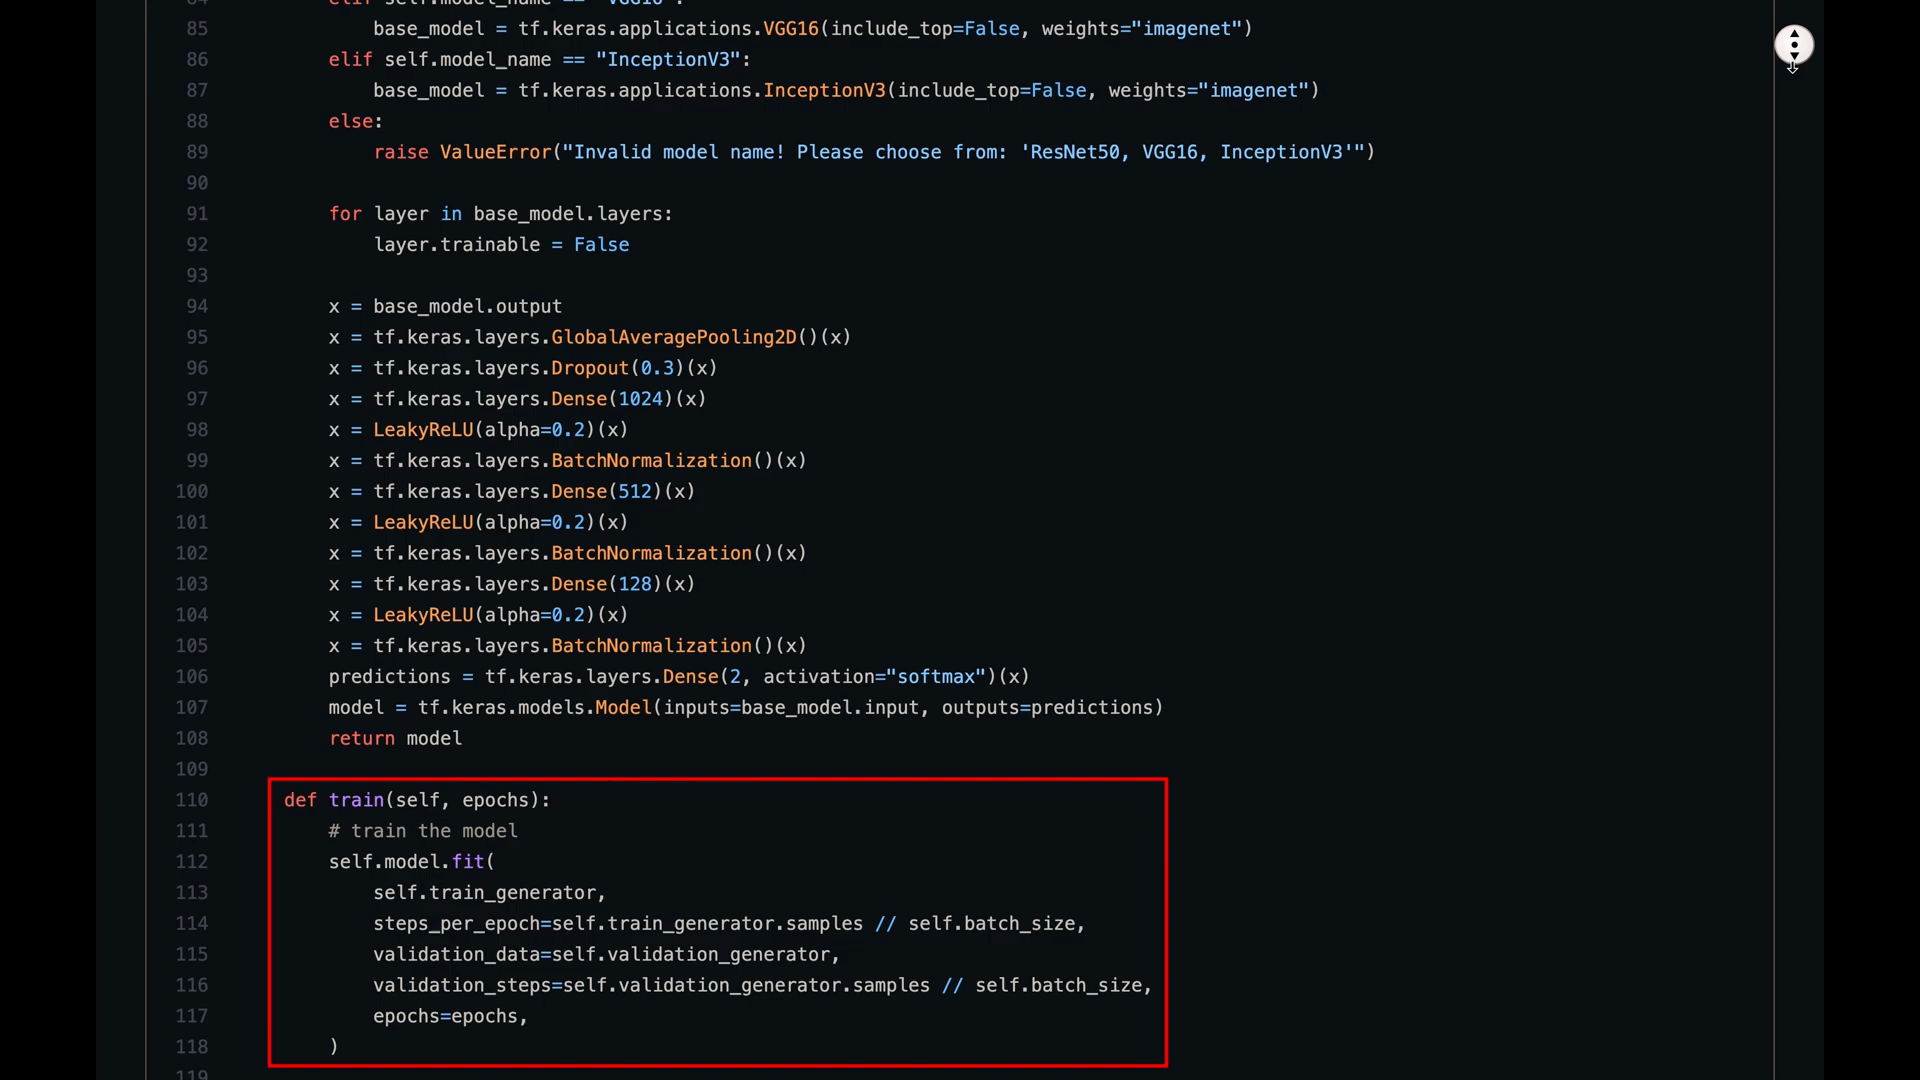 84 elif self.model_name == "VGG16":
85 base_model = tf.keras.applications.VGG16(include_top=False, weights="imagenet")
86 elif self.model_name == "InceptionV3":
87 base_model = tf.keras.applications.InceptionV3(include_top=False, weights="imagenet")
88 else:
89 raise ValueError("Invalid model name! Please choose from: 'ResNet50, VGG16, InceptionV3'")
90
91 for layer in base_model.layers:
92 layer.trainable = False
93
94 x = base_model.output
95 x = tf.keras.layers.GlobalAveragePooling2D()(x)
96 x = tf.keras.layers.Dropout(0.3)(x)
97 x = tf.keras.layers.Dense(1024)(x)
98 x = LeakyReLU(alpha=0.2)(x)
99 x = tf.keras.layers.BatchNormalization()(x)
100 x = tf.keras.layers.Dense(512)(x)
101 x = LeakyReLU(alpha=0.2)(x)
102 x = tf.keras.layers.BatchNormalization()(x)
103 x = tf.keras.layers.Dense(128)(x)
104 x = LeakyReLU(alpha=0.2)(x)
105 x = tf.keras.layers.BatchNormalization()(x)
106 predictions = tf.keras.layers.Dense(2, activation="softmax")(x)
107 model = tf.keras.models.Model(inputs=base_model.input, outputs=predictions)
108 return model
109
110 def train(self, epochs):
111 # train the model
112 self.model.fit(
113 self.train_generator,
114 steps_per_epoch=self.train_generator.samples // self.batch_size,
115 validation_data=self.validation_generator,
116 validation_steps=self.validation_generator.samples // self.batch_size,
117 epochs=epochs,
118 )
119